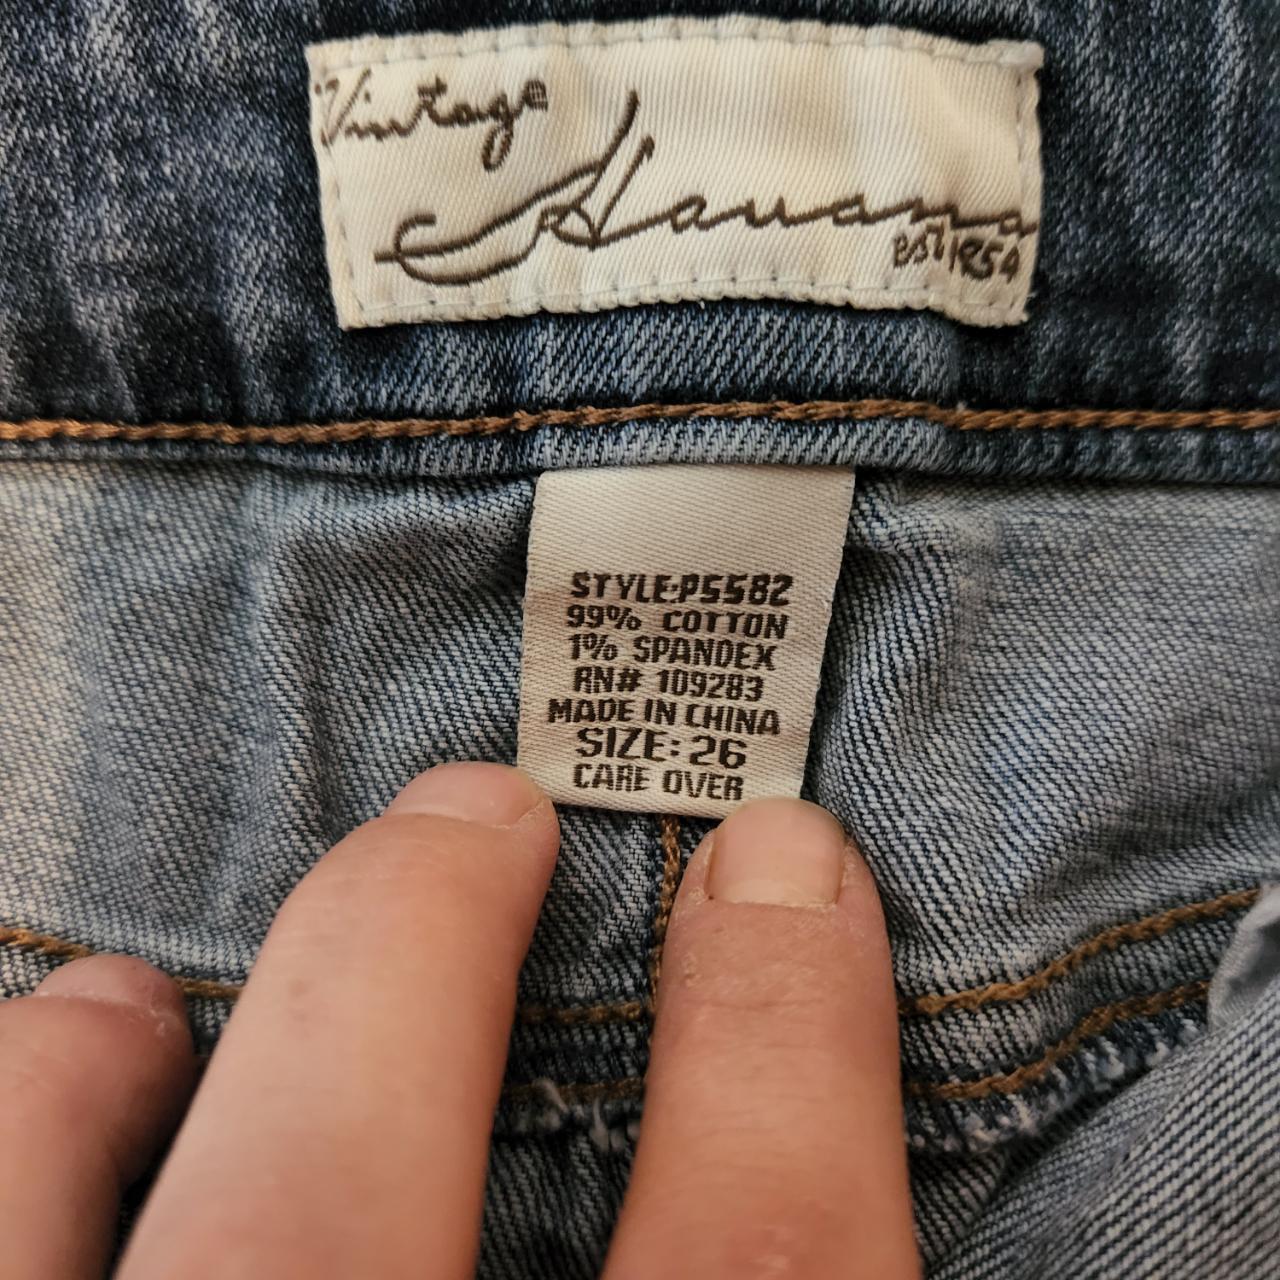 Vintage
Havana
EST/1954
STYLE:P5582
99% COTTON
1% SPANDEX
RN# 109283
MADE IN CHINA
SIZE: 26
CARE OVER